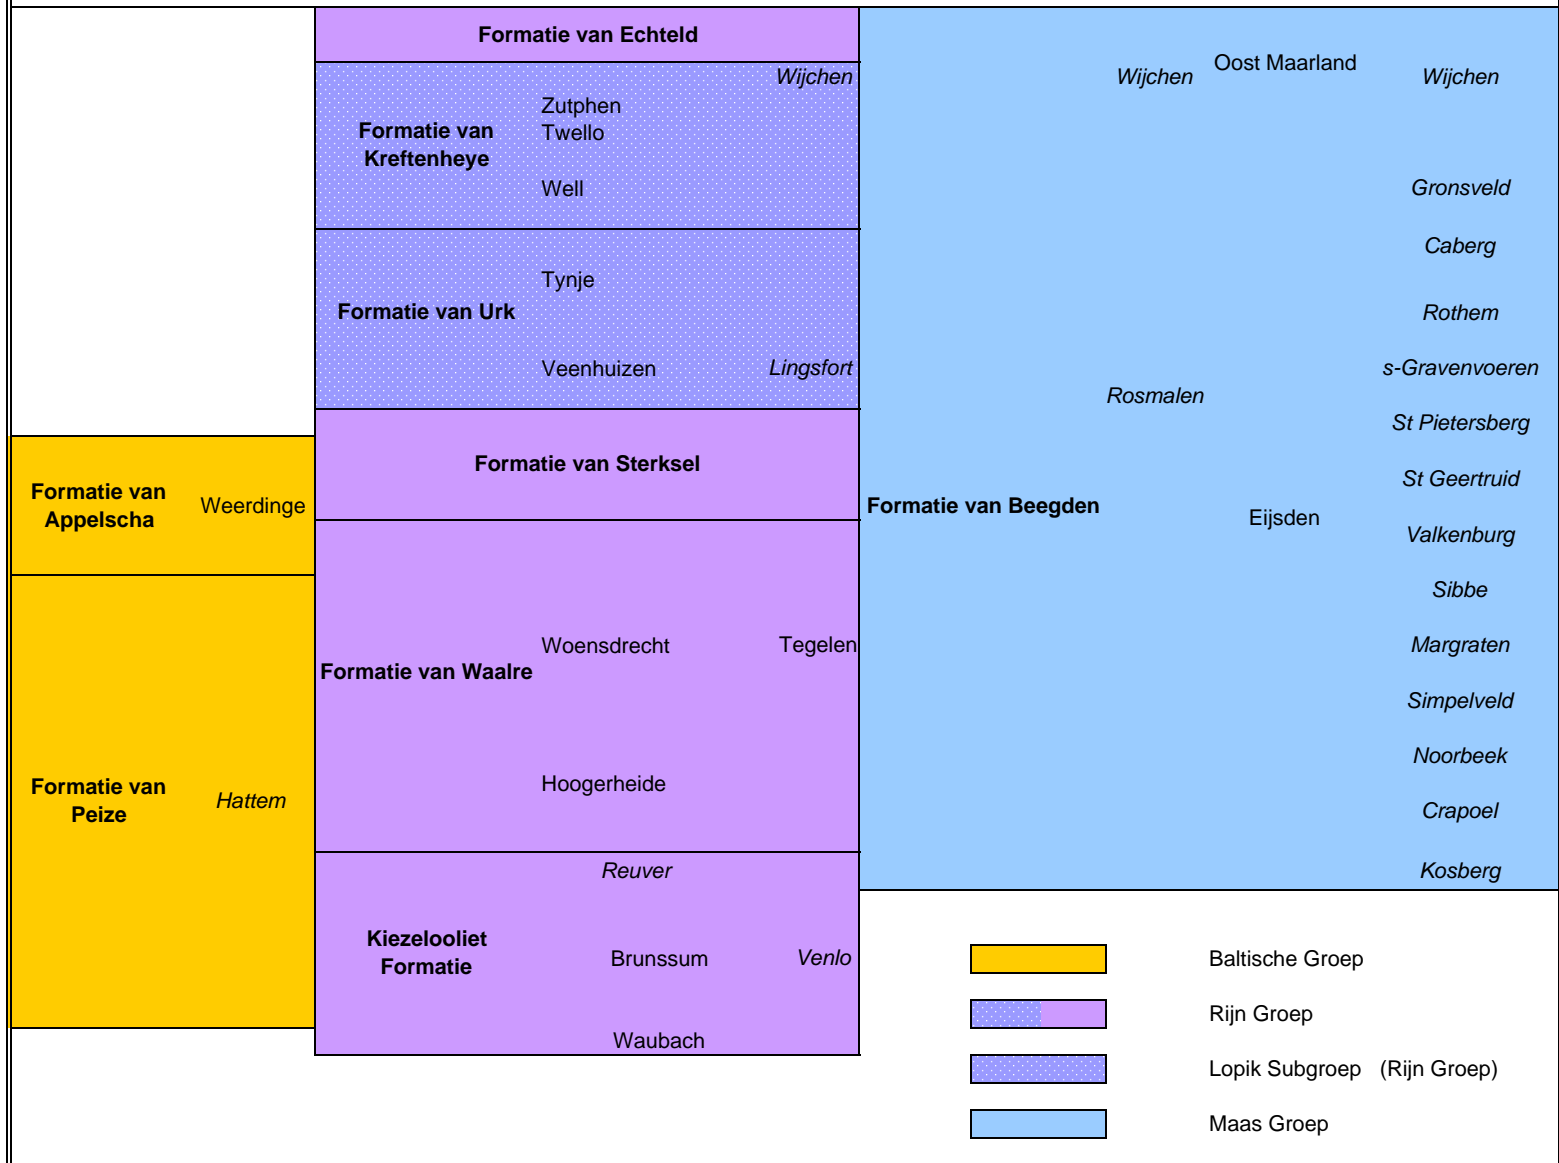 Formatie van Echteld
Wijchen
Zutphen
Formatie van
Kreftenheye
Twello
Well
Tynje
Formatie van Urk
Veenhuizen
Lingsfort
Formatie van Sterksel
Formatie van
Appelscha
Weerdinge
Woensdrecht
Tegelen
Formatie van Waalre
Hoogerheide
Formatie van
Peize
Hattem
Reuver
Kiezelooliet
Formatie
Brunssum
Venlo
Waubach
Formatie van Beegden
Wijchen
Rosmalen
Oost Maarland
Eijsden
Wijchen
Gronsveld
Caberg
Rothem
s-Gravenvoeren
St Pietersberg
St Geertruid
Valkenburg
Sibbe
Margraten
Simpelveld
Noorbeek
Crapoel
Kosberg
Baltische Groep
Rijn Groep
Lopik Subgroep (Rijn Groep)
Maas Groep